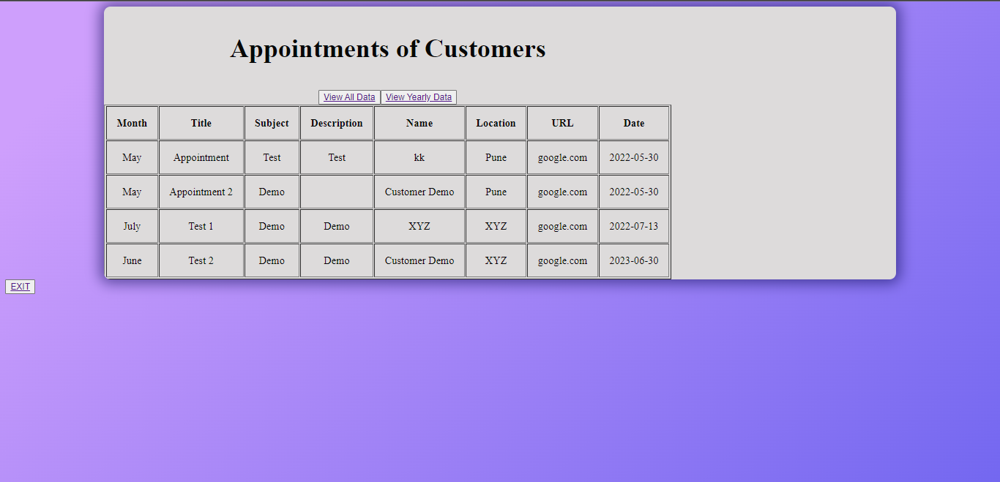 Appointments of Customers
View All Data View Yearly Data
Month Title Subject Description Name Location URL Date
May Appointment Test Test kk Pune google.com 2022-05-30
May Appointment 2 Demo Customer Demo Pune google.com 2022-05-30
July Test 1 Demo Demo XYZ XYZ google.com 2022-07-13
June Test 2 Demo Demo Customer Demo XYZ google.com 2023-06-30
EXIT